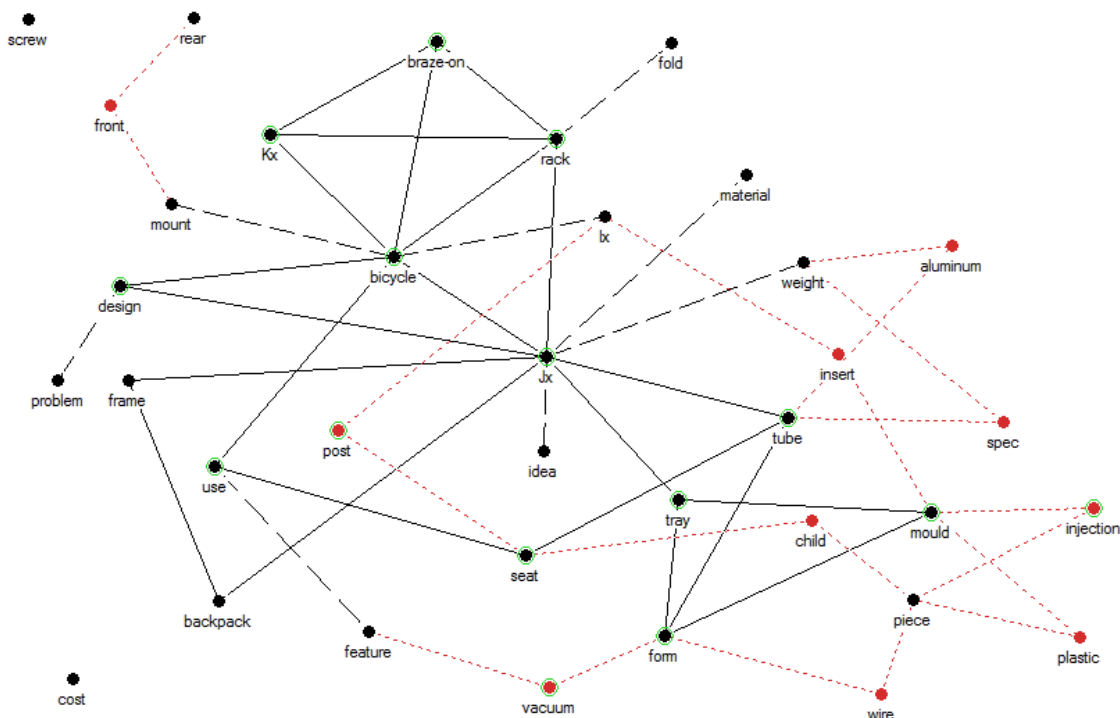 screw
rear
braze-on
fold
front
Kx
rack
material
mount
Ix
bicycle
aluminum
weight
design
problem
frame
Jx
insert
post
tube
spec
use
idea
tray
child
mould
injection
seat
backpack
feature
form
piece
plastic
cost
vacuum
wire